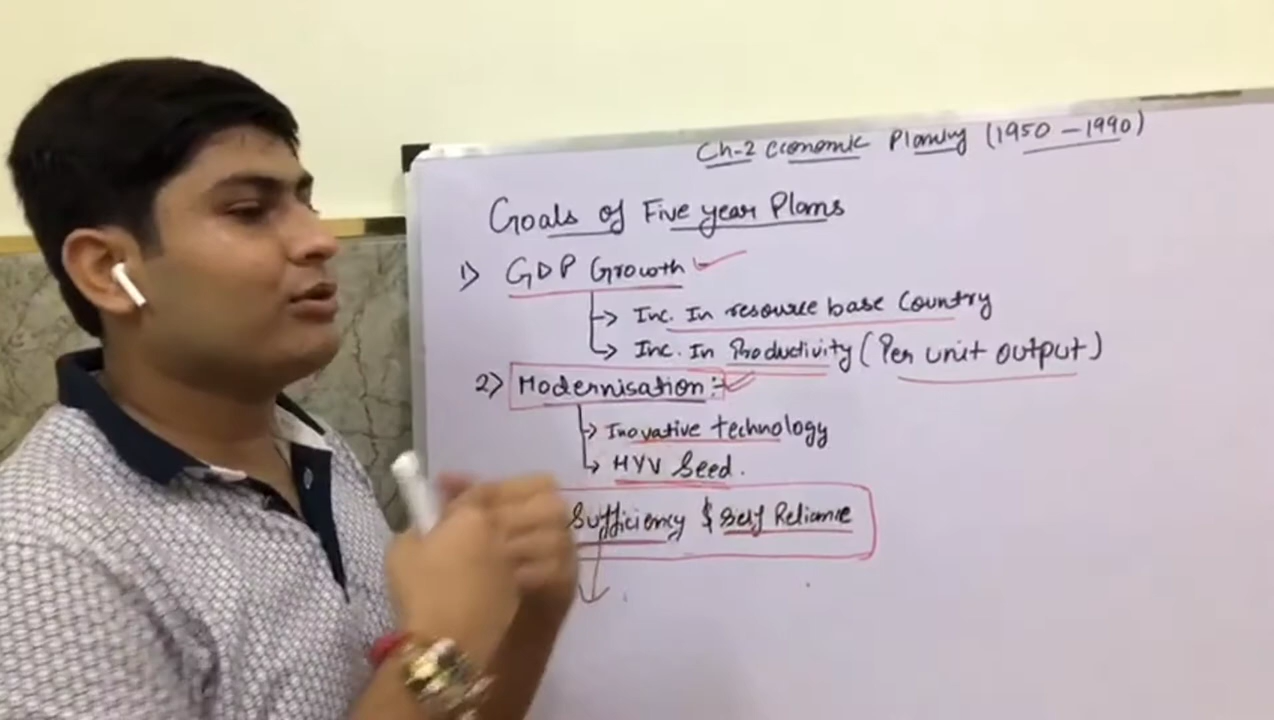 Ch-2 Economic Planning (1950 - 1990)
Goals of Five year Plans
1) GDP Growth
Inc. In resource base Country
Inc. In Productivity (Per unit output)
2) Modernisation :-
Inovative technology
HYV Seed.
Sufficiency & Self Reliance